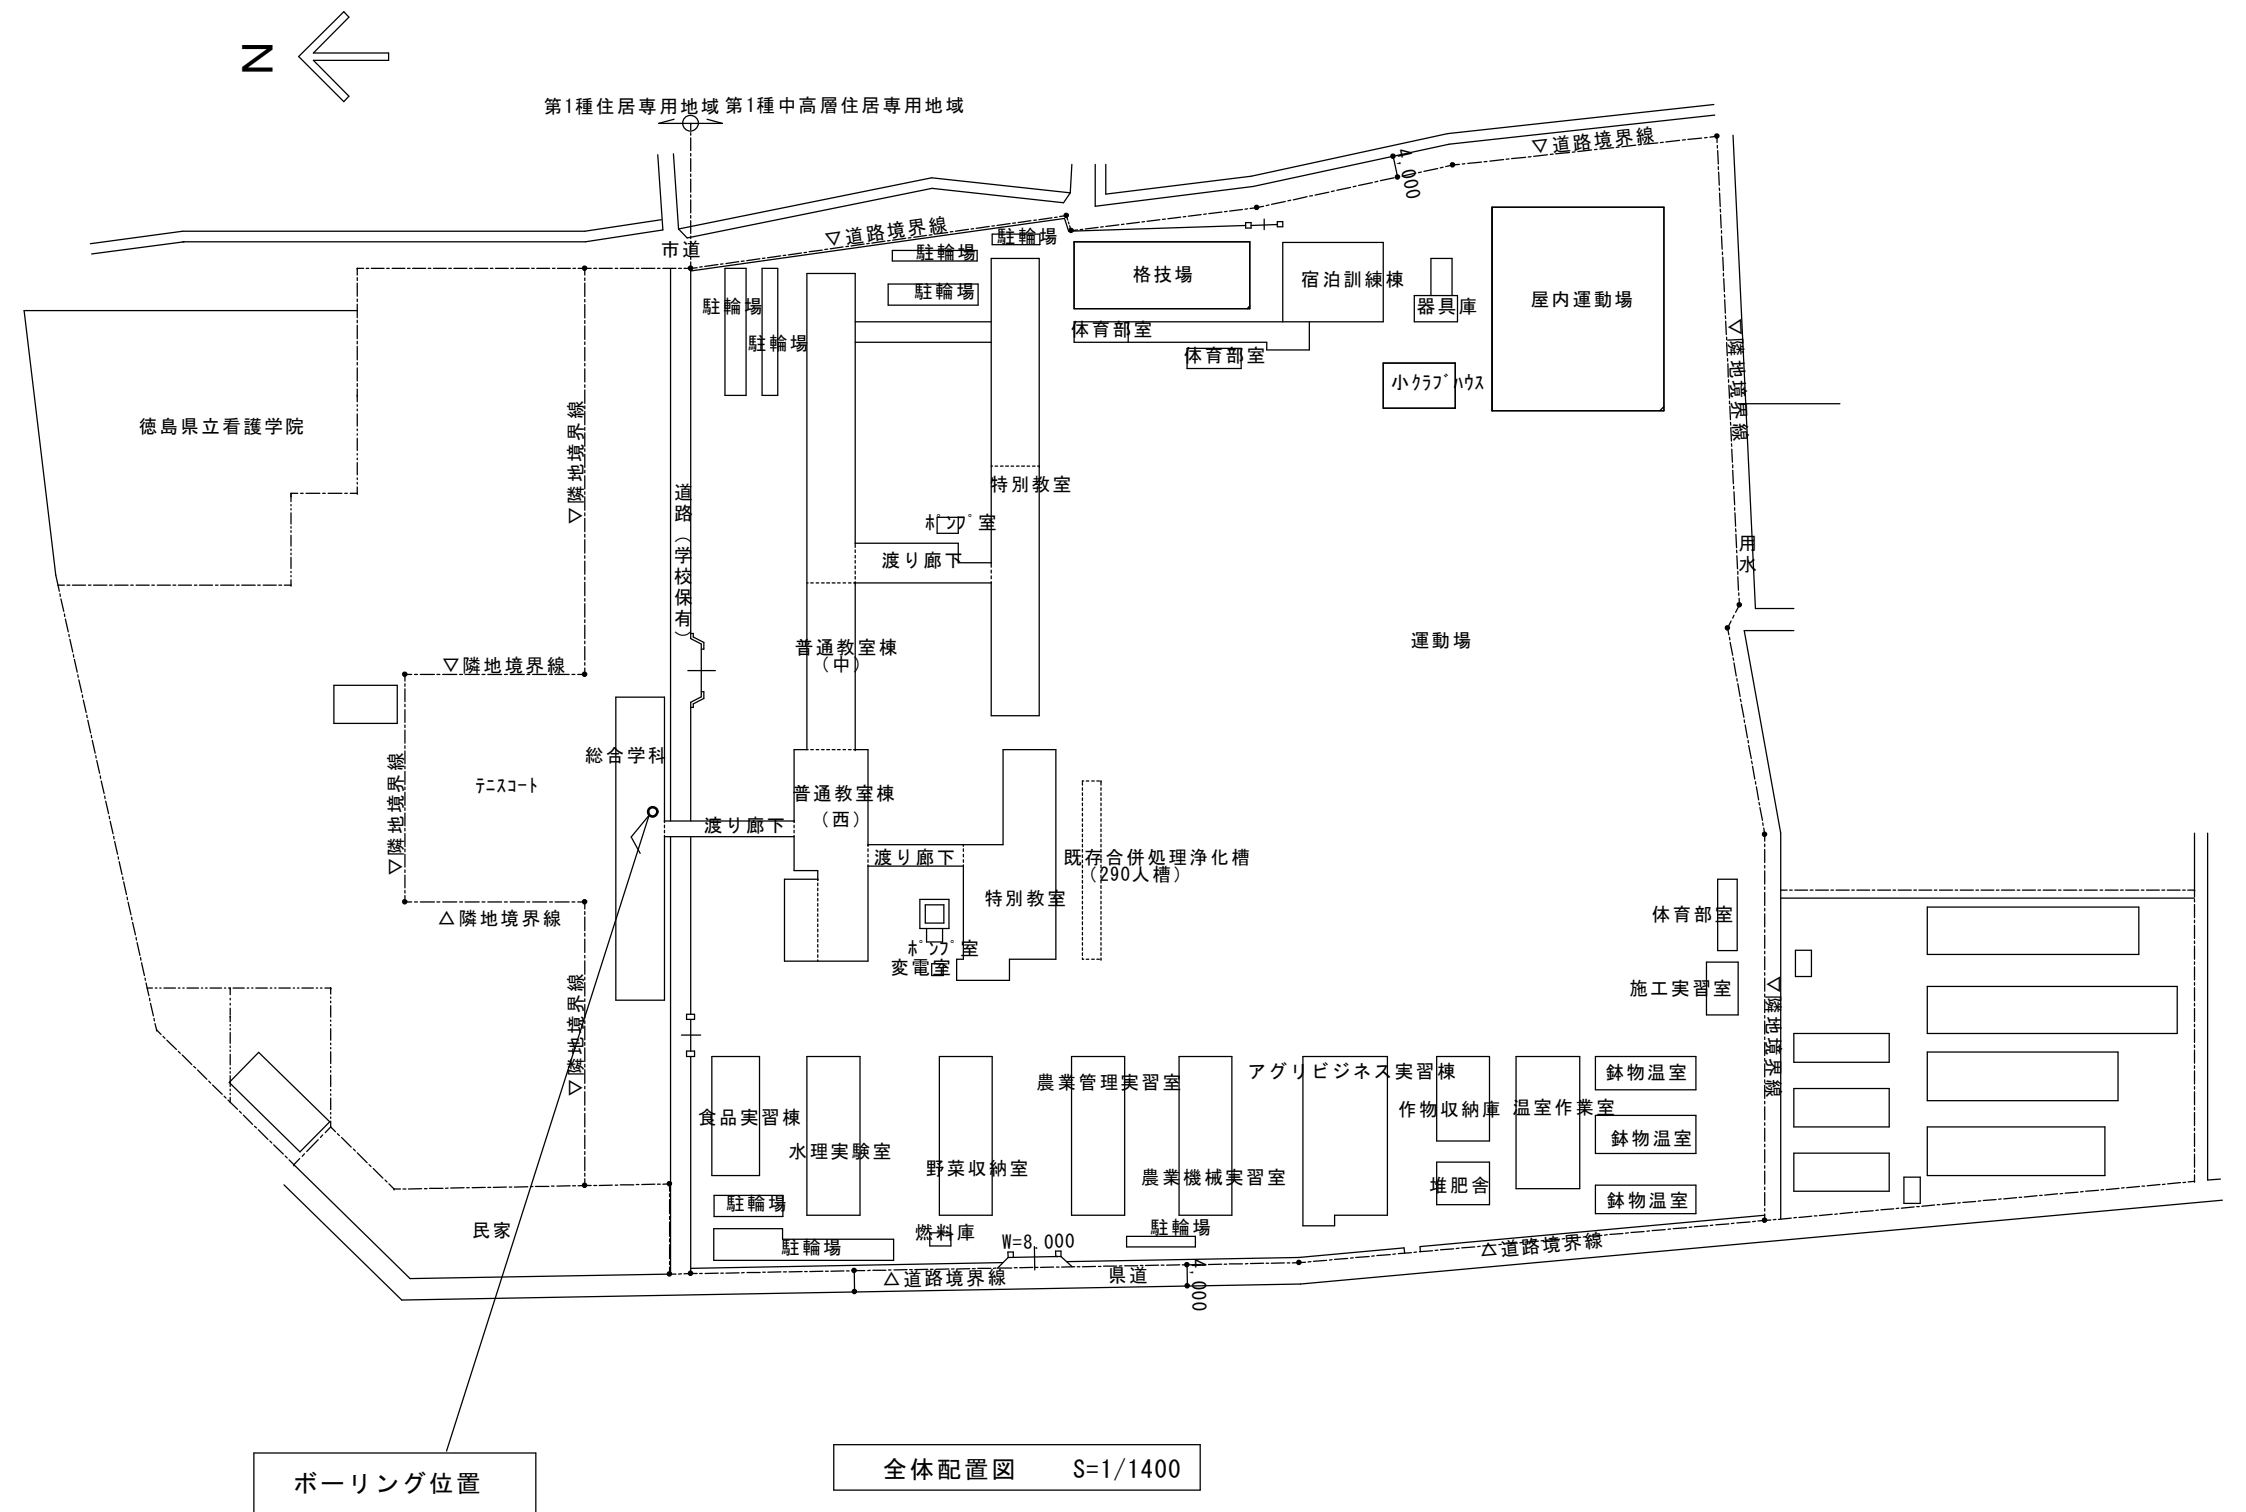 N
第1種住居専用地域 第1種中高層住居専用地域
▽道路境界線
4.000
▽道路境界線
市道
駐輪場
駐輪場
駐輪場
駐輪場
駐輪場
格技場
宿泊訓練棟
器具庫
屋内運動場
体育部室
体育部室
小クラブハウス
▽隣地境界線
徳島県立看護学院
▽隣地境界線
道路（学校保有）
特別教室
ポンプ室
渡り廊下
用水
普通教室棟
（中）
運動場
▽隣地境界線
総合学科
テニスコート
▽隣地境界線
普通教室棟
（西）
渡り廊下
渡り廊下
既存合併処理浄化槽
（290人槽）
特別教室
△隣地境界線
ポンプ室
変電室
体育部室
施工実習室
▽隣地境界線
▽隣地境界線
食品実習棟
水理実験室
野菜収納室
農業管理実習室
農業機械実習室
アグリビジネス実習棟
作物収納庫
温室作業室
鉢物温室
鉢物温室
鉢物温室
堆肥舎
駐輪場
駐輪場
民家
燃料庫
W=8.000
駐輪場
△道路境界線
県道
4.000
△道路境界線
ボーリング位置
全体配置図 S=1/1400